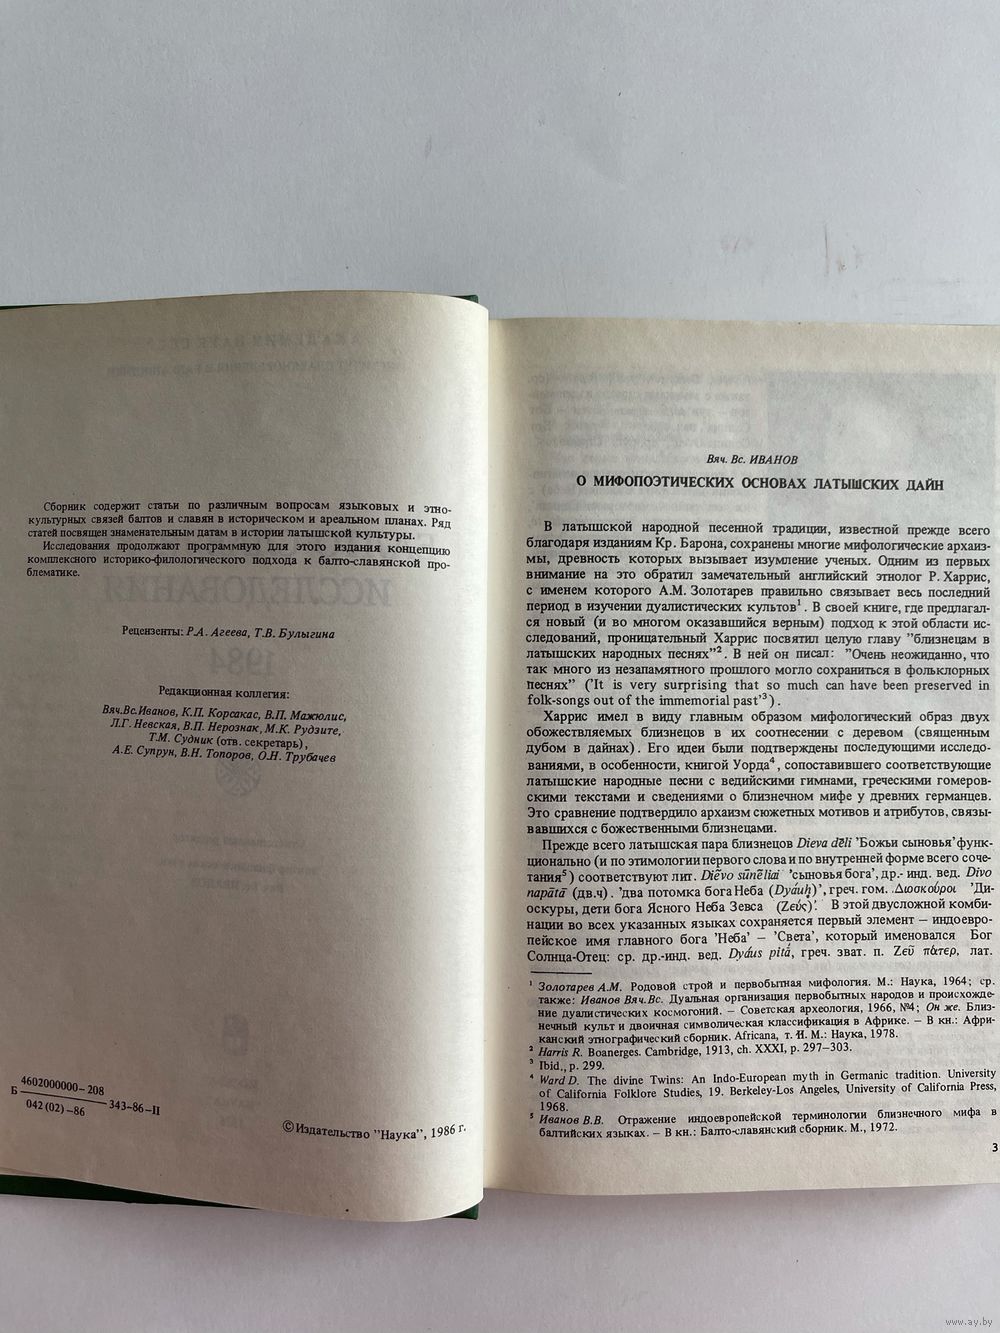 Сборник содержит статьи по различным вопросам языковых и этно-
культурных связей балтов и славян в историческом и ареальном планах. Ряд
статей посвящен знаменательным датам в истории латышской культуры.
Исследования продолжают программную для этого издания концепцию
комплексного историко-филологического подхода к балто-славянской про-
блематике.
Рецензенты: Р.А. Агеева, Т.В. Булыгина
Редакционная коллегия:
Вяч.Вс.Иванов, К.П. Корсакас, В.П. Мажюлис,
Л.Г. Невская, В.П. Нерознак, М.К. Рудзите,
Т.М. Судник (отв. секретарь),
А.Е. Супрун, В.Н. Топоров, О.Н. Трубачев
Б 4602000000–208 343–86–II
042 (02)–86
©Издательство "Наука", 1986 г.
Вяч. Вс. ИВАНОВ
О МИФОПОЭТИЧЕСКИХ ОСНОВАХ ЛАТЫШСКИХ ДАЙН
В латышской народной песенной традиции, известной прежде всего
благодаря изданиям Кр. Барона, сохранены многие мифологические архаиз-
мы, древность которых вызывает изумление ученых. Одним из первых
внимание на это обратил замечательный английский этнолог Р. Харрис,
с именем которого А.М. Золотарев правильно связывает весь последний
период в изучении дуалистических культов¹. В своей книге, где предлагал-
ся новый (и во многом оказавшийся верным) подход к этой области ис-
следований, проницательный Харрис посвятил целую главу "близнецам в
латышских народных песнях"². В ней он писал: "Очень неожиданно, что
так много из незапамятного прошлого могло сохраниться в фольклорных
песнях" ('It is very surprising that so much can have been preserved in
folk-songs out of the immemorial past'³).
Харрис имел в виду главным образом мифологический образ двух
обожествляемых близнецов в их соотнесении с деревом (священным
дубом в дайнах). Его идеи были подтверждены последующими исследо-
ваниями, в особенности, книгой Уорда⁴, сопоставившего соответствующие
латышские народные песни с ведийскими гимнами, греческими гомеров-
скими текстами и сведениями о близнечном мифе у древних германцев.
Это сравнение подтвердило архаизм сюжетных мотивов и атрибутов, связы-
вавшихся с божественными близнецами.
Прежде всего латышская пара близнецов Dieva dēli 'Божьи сыновья' функ-
ционально (и по этимологии первого слова и по внутренней форме всего соче-
тания⁵) соответствуют лит. Diēvo sūnēliai 'сыновья бога', др.- инд. вед. Divo
napātā (дв.ч). 'два потомка бога Неба (Dyáuḥ)', греч. гом. Διοσκοῦροι 'Ди-
оскуры, дети бога Ясного Неба Зевса (Ζεύς)'. В этой двусложной комби-
нации во всех указанных языках сохраняется первый элемент – индоевро-
пейское имя главного бога 'Неба' – 'Света', который именовался Бог
Солнца-Отец: ср. др.-инд. вед. Dyáus pitā́, греч. зват. п. Ζεῦ πάτερ, лат.
¹ Золотарев А.М. Родовой строй и первобытная мифология. М.: Наука, 1964; ср.
также: Иванов Вяч.Вс. Дуальная организация первобытных народов и происхожде-
ние дуалистических космогоний. – Советская археология, 1966, №4; Он же. Близ-
нечный культ и двоичная символическая классификация в Африке. – В кн.: Афри-
канский этнографический сборник. Africana, т. И. М.: Наука, 1978.
² Harris R. Boanerges. Cambridge, 1913, ch. XXXI, p. 297–303.
³ Ibid., p. 299.
⁴ Ward D. The divine Twins: An Indo-European myth in Germanic tradition. University
of California Folklore Studies, 19. Berkeley-Los Angeles, University of California Press,
1968.
⁵ Иванов В.В. Отражение индоевропейской терминологии близнечного мифа в
балтийских языках. – В кн.: Балто-славянский сборник. М., 1972.
3
www.ay.by